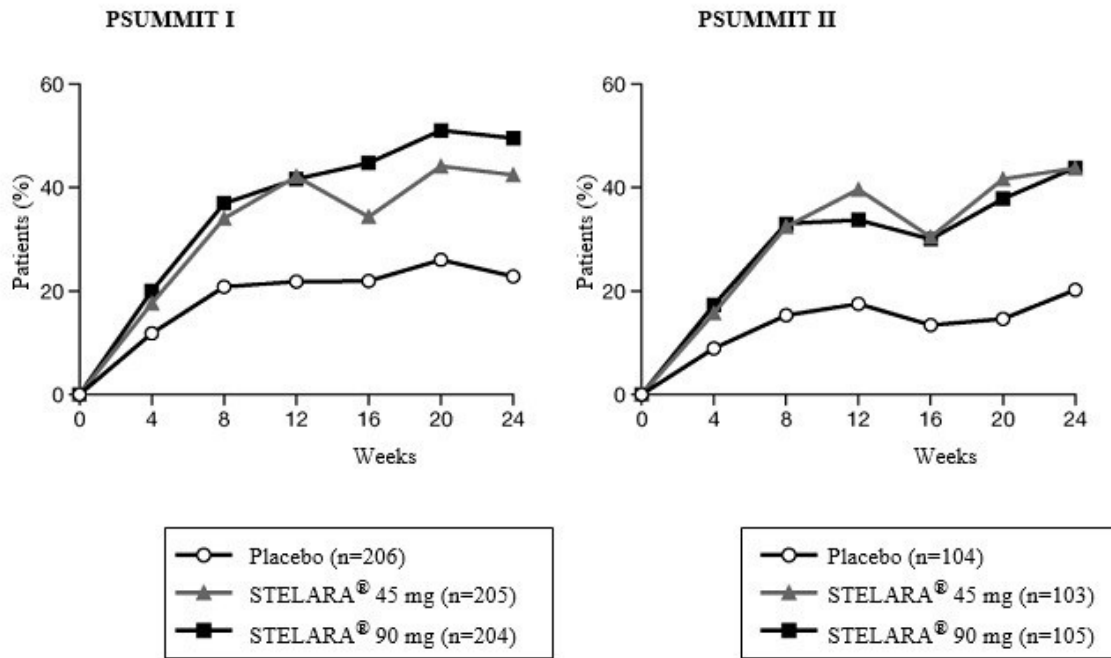 PSUMMIT I
60
40
20
0
Patients (%)
0 4 8 12 16 20 24
Weeks
Placebo (n=206)
STELARA® 45 mg (n=205)
STELARA® 90 mg (n=204)
PSUMMIT II
60
40
20
0
Patients (%)
0 4 8 12 16 20 24
Weeks
Placebo (n=104)
STELARA® 45 mg (n=103)
STELARA® 90 mg (n=105)